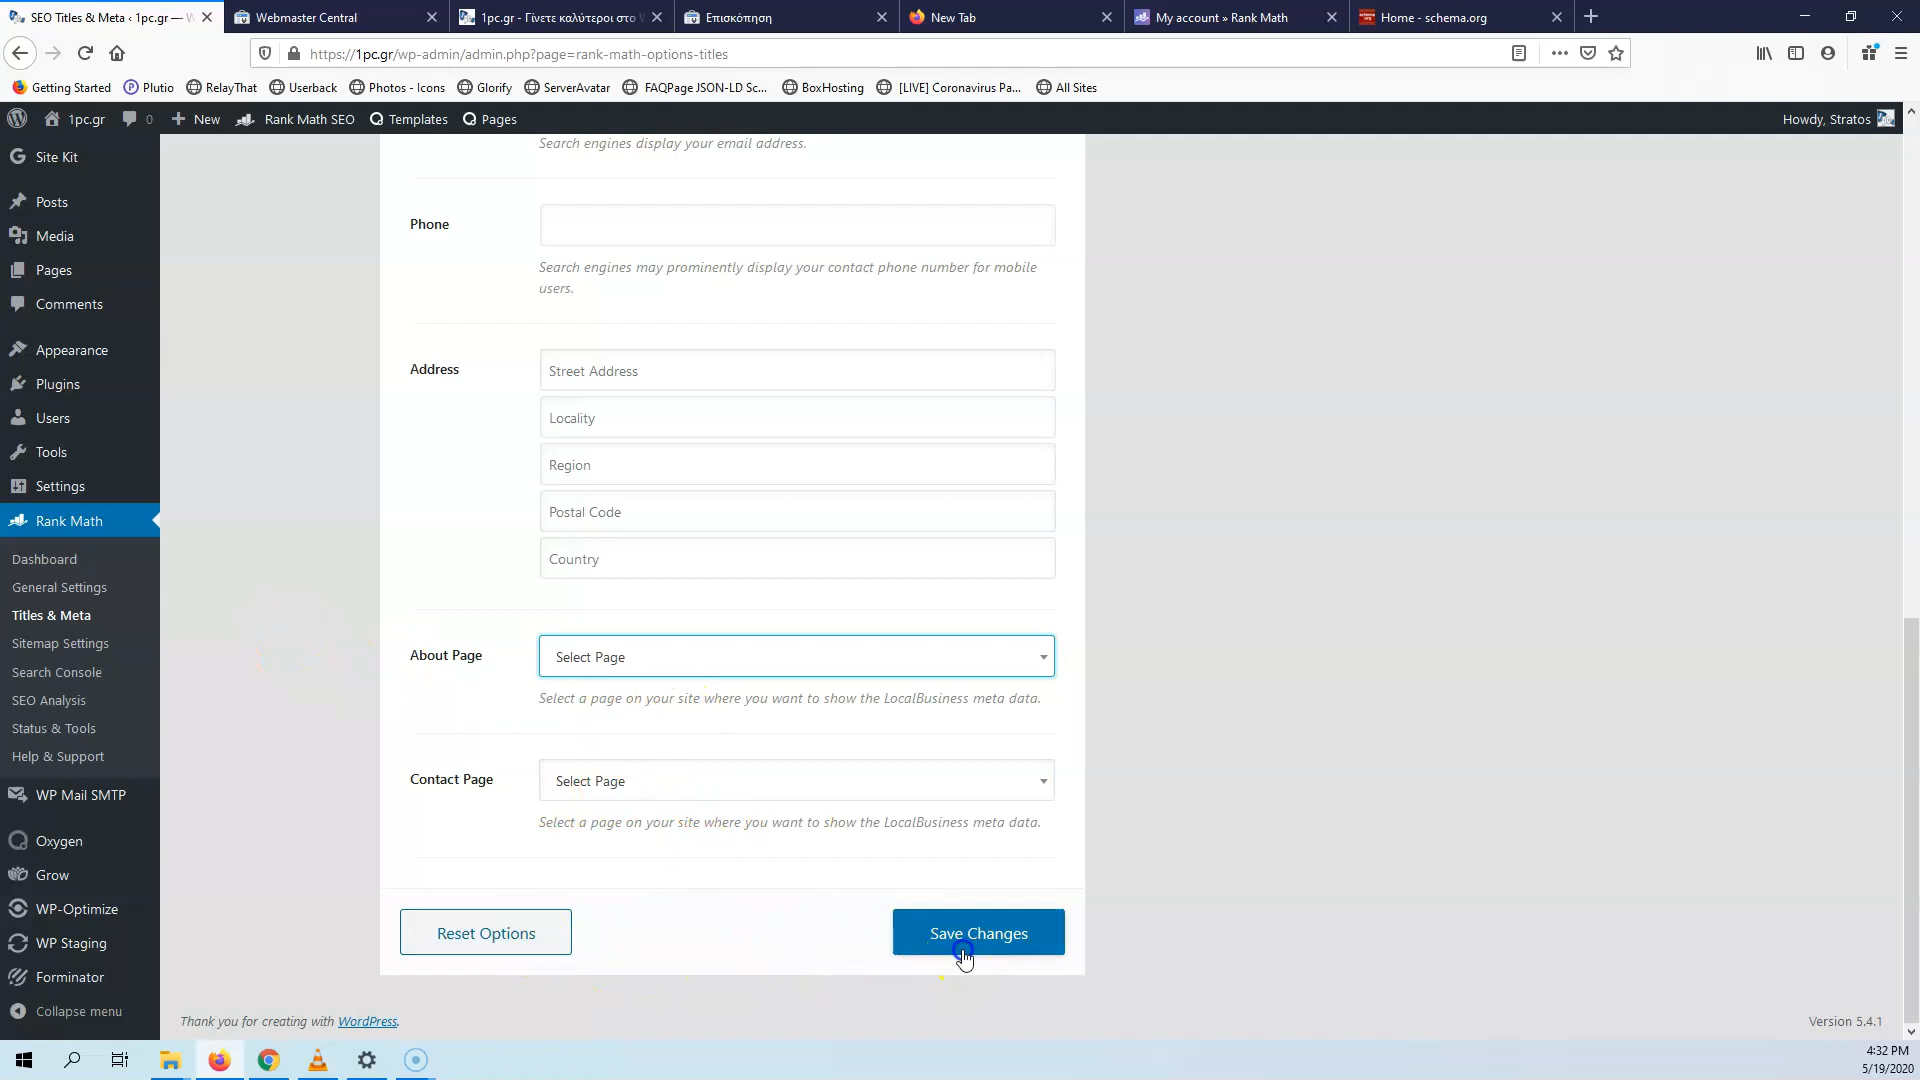 SEO Titles & Meta ‹ 1pc.gr — W
Webmaster Central
1pc.gr - Γίνετε καλύτεροι στο W
Επισκόπηση
New Tab
My account » Rank Math
Home - schema.org
https://1pc.gr/wp-admin/admin.php?page=rank-math-options-titles
Getting Started
Plutio
RelayThat
Userback
Photos - Icons
Glorify
ServerAvatar
FAQPage JSON-LD Sc...
BoxHosting
[LIVE] Coronavirus Pa...
All Sites
1pc.gr
0
New
Rank Math SEO
Templates
Pages
Howdy, Stratos
Site Kit
Posts
Media
Pages
Comments
Appearance
Plugins
Users
Tools
Settings
Rank Math
Dashboard
General Settings
Titles & Meta
Sitemap Settings
Search Console
SEO Analysis
Status & Tools
Help & Support
WP Mail SMTP
Oxygen
Grow
WP-Optimize
WP Staging
Forminator
Collapse menu
Search engines display your email address.
Phone
Search engines may prominently display your contact phone number for mobile
users.
Address
Street Address
Locality
Region
Postal Code
Country
About Page
Select Page
Select a page on your site where you want to show the LocalBusiness meta data.
Contact Page
Select Page
Select a page on your site where you want to show the LocalBusiness meta data.
Reset Options
Save Changes
Thank you for creating with WordPress.
Version 5.4.1
4:32 PM
5/19/2020